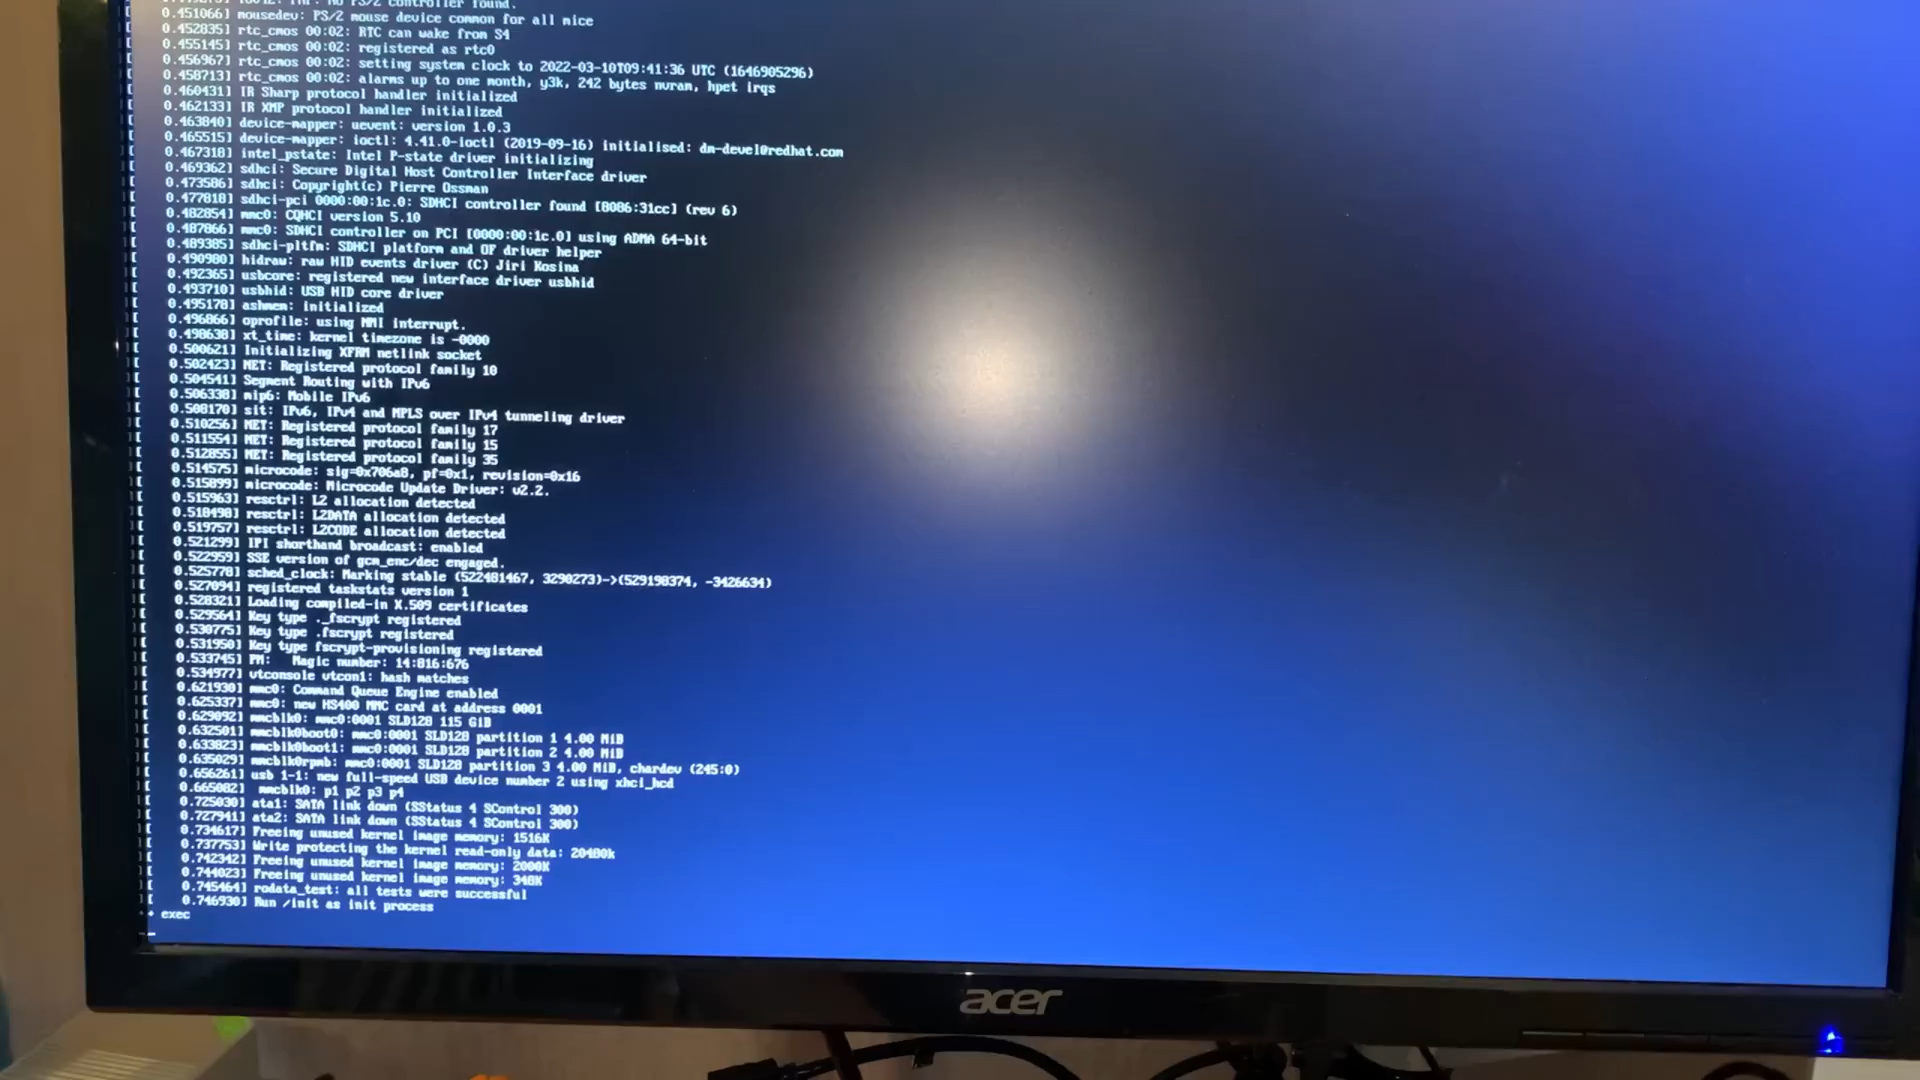 controller found.
[    0.451066] mousedev: PS/2 mouse device common for all mice
[    0.452835] rtc_cmos 00:02: RTC can wake from S4
[    0.455145] rtc_cmos 00:02: registered as rtc0
[    0.456967] rtc_cmos 00:02: setting system clock to 2022-03-10T09:41:36 UTC (1646905296)
[    0.458713] rtc_cmos 00:02: alarms up to one month, y3k, 242 bytes nvram, hpet irqs
[    0.460431] IR Sharp protocol handler initialized
[    0.462133] IR XMP protocol handler initialized
[    0.463840] device-mapper: uevent: version 1.0.3
[    0.465515] device-mapper: ioctl: 4.41.0-ioctl (2019-09-16) initialised: dm-devel@redhat.com
[    0.467318] intel_pstate: Intel P-state driver initializing
[    0.469362] sdhci: Secure Digital Host Controller Interface driver
[    0.473586] sdhci: Copyright(c) Pierre Ossman
[    0.477818] sdhci-pci 0000:00:1c.0: SDHCI controller found [8086:31cc] (rev 6)
[    0.482854] mmc0: CQHCI version 5.10
[    0.487866] mmc0: SDHCI controller on PCI [0000:00:1c.0] using ADMA 64-bit
[    0.489385] sdhci-pltfm: SDHCI platform and OF driver helper
[    0.490980] hidraw: raw HID events driver (C) Jiri Kosina
[    0.492365] usbcore: registered new interface driver usbhid
[    0.493710] usbhid: USB HID core driver
[    0.495178] ashmem: initialized
[    0.496866] oprofile: using NMI interrupt.
[    0.498638] xt_time: kernel timezone is -0000
[    0.500621] Initializing XFRM netlink socket
[    0.502423] NET: Registered protocol family 10
[    0.504541] Segment Routing with IPv6
[    0.506338] mip6: Mobile IPv6
[    0.508170] sit: IPv6, IPv4 and MPLS over IPv4 tunneling driver
[    0.510256] NET: Registered protocol family 17
[    0.511554] NET: Registered protocol family 15
[    0.512855] NET: Registered protocol family 35
[    0.514575] microcode: sig=0x706a8, pf=0x1, revision=0x16
[    0.515899] microcode: Microcode Update Driver: v2.2.
[    0.515963] resctrl: L2 allocation detected
[    0.518498] resctrl: L2DATA allocation detected
[    0.519757] resctrl: L2CODE allocation detected
[    0.521299] IPI shorthand broadcast: enabled
[    0.522959] SSE version of gcm_enc/dec engaged.
[    0.525778] sched_clock: Marking stable (522481467, 3290273)->(529198374, -3426634)
[    0.527094] registered taskstats version 1
[    0.528321] Loading compiled-in X.509 certificates
[    0.529564] Key type ._fscrypt registered
[    0.530775] Key type .fscrypt registered
[    0.531950] Key type fscrypt-provisioning registered
[    0.533745] PM:   Magic number: 14:816:676
[    0.534977] vtconsole vtcon1: hash matches
[    0.621930] mmc0: Command Queue Engine enabled
[    0.625337] mmc0: new HS400 MMC card at address 0001
[    0.629092] mmcblk0: mmc0:0001 SLD128 115 GiB
[    0.632501] mmcblk0boot0: mmc0:0001 SLD128 partition 1 4.00 MiB
[    0.633823] mmcblk0boot1: mmc0:0001 SLD128 partition 2 4.00 MiB
[    0.635029] mmcblk0rpmb: mmc0:0001 SLD128 partition 3 4.00 MiB, chardev (245:0)
[    0.656261] usb 1-1: new full-speed USB device number 2 using xhci_hcd
[    0.665082]  mmcblk0: p1 p2 p3 p4
[    0.725030] ata1: SATA link down (SStatus 4 SControl 300)
[    0.727941] ata2: SATA link down (SStatus 4 SControl 300)
[    0.734617] Freeing unused kernel image memory: 1516K
[    0.737753] Write protecting the kernel read-only data: 20480k
[    0.742342] Freeing unused kernel image memory: 2000K
[    0.744023] Freeing unused kernel image memory: 348K
[    0.745464] rodata_test: all tests were successful
[    0.746930] Run /init as init process
+ exec
acer